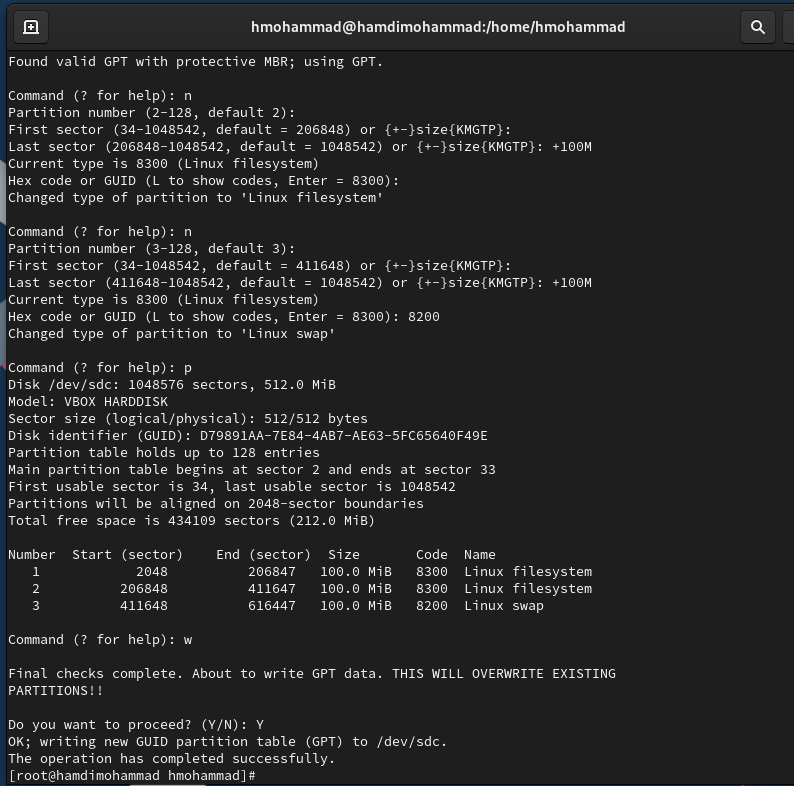 hmohammad@hamdimohammad:/home/hmohammad
Found valid GPT with protective MBR; using GPT.
Command (? for help): n
Partition number (2-128, default 2):
First sector (34-1048542, default = 206848) or {+-}size{KMGTP}:
Last sector (206848-1048542, default = 1048542) or {+-}size{KMGTP}: +100M
Current type is 8300 (Linux filesystem)
Hex code or GUID (L to show codes, Enter = 8300):
Changed type of partition to 'Linux filesystem'
Command (? for help): n
Partition number (3-128, default 3):
First sector (34-1048542, default = 411648) or {+-}size{KMGTP}:
Last sector (411648-1048542, default = 1048542) or {+-}size{KMGTP}: +100M
Current type is 8300 (Linux filesystem)
Hex code or GUID (L to show codes, Enter = 8300): 8200
Changed type of partition to 'Linux swap'
Command (? for help): p
Disk /dev/sdc: 1048576 sectors, 512.0 MiB
Model: VBOX HARDDISK
Sector size (logical/physical): 512/512 bytes
Disk identifier (GUID): D79891AA-7E84-4AB7-AE63-5FC65640F49E
Partition table holds up to 128 entries
Main partition table begins at sector 2 and ends at sector 33
First usable sector is 34, last usable sector is 1048542
Partitions will be aligned on 2048-sector boundaries
Total free space is 434109 sectors (212.0 MiB)
Number  Start (sector)    End (sector)  Size       Code  Name
   1            2048          206847   100.0 MiB   8300  Linux filesystem
   2          206848          411647   100.0 MiB   8300  Linux filesystem
   3          411648          616447   100.0 MiB   8200  Linux swap
Command (? for help): w
Final checks complete. About to write GPT data. THIS WILL OVERWRITE EXISTING
PARTITIONS!!
Do you want to proceed? (Y/N): Y
OK; writing new GUID partition table (GPT) to /dev/sdc.
The operation has completed successfully.
[root@hamdimohammad hmohammad]#